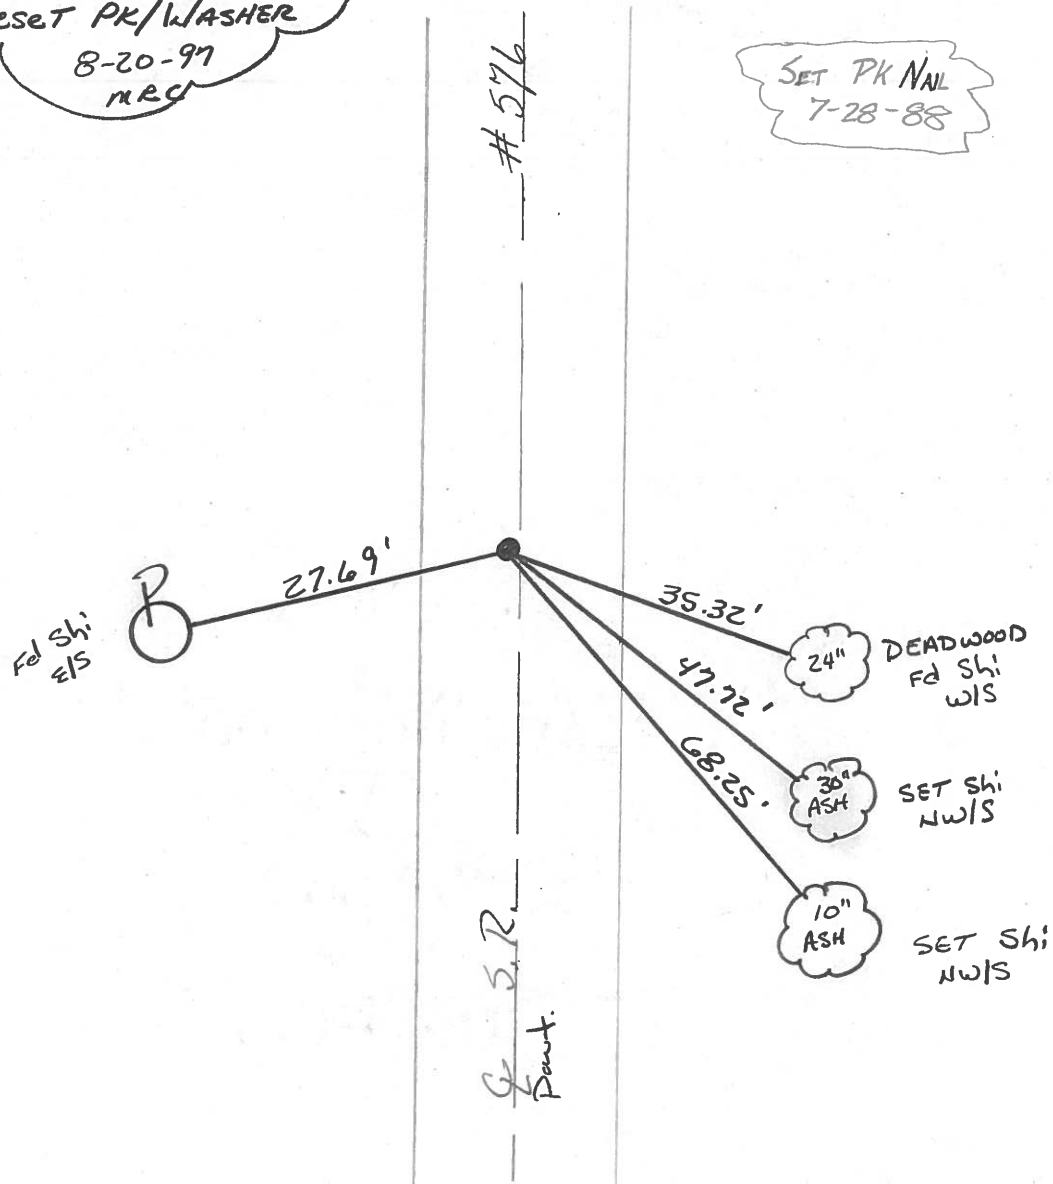 ESET PK/WASHER
8-20-97
MRC
# 576
SET PK NAIL
7-28-88
27.69'
P
Fd Shi
E/S
35.32'
24"
DEADWOOD
Fd Shi
W/S
47.72'
30"
ASH
SET Shi
NW/S
68.25'
10"
ASH
SET Shi
NW/S
℄ S.R.
Pavt.